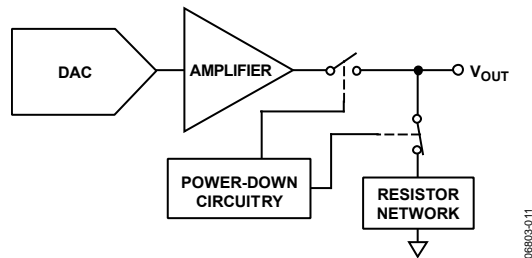 DAC
AMPLIFIER
VOUT
POWER-DOWN
CIRCUITRY
RESISTOR
NETWORK
06803-011